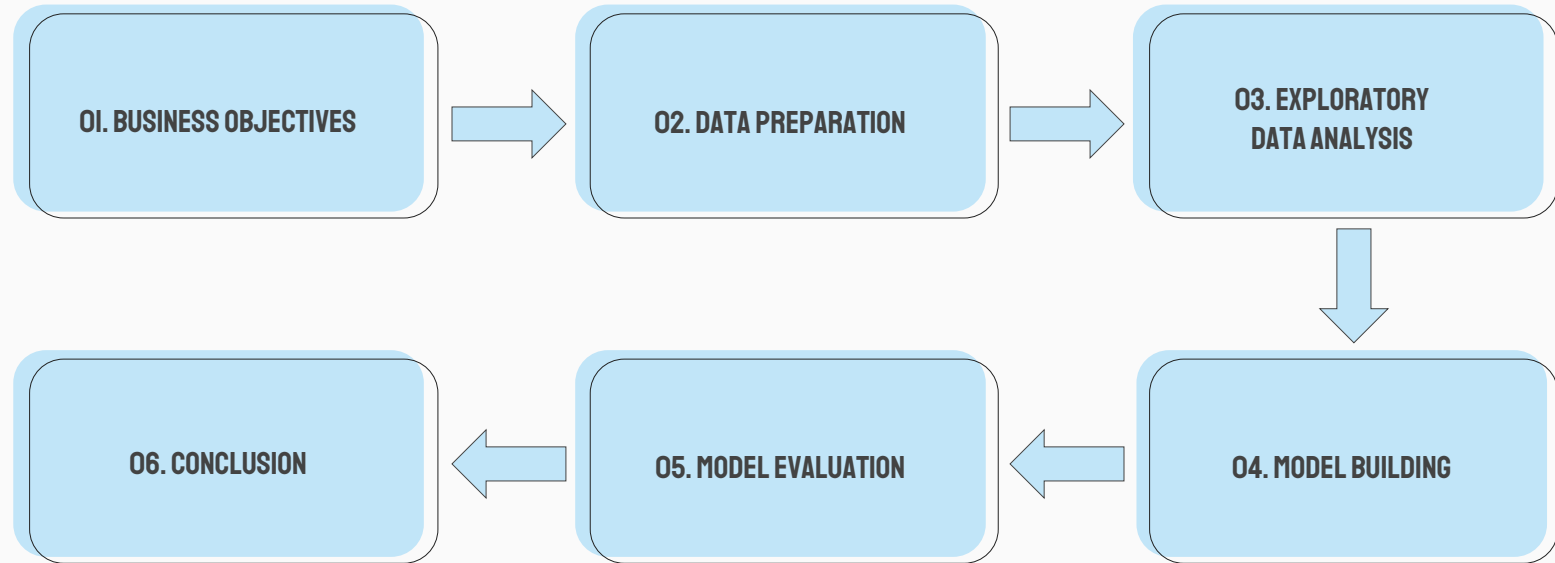 01. BUSINESS OBJECTIVES
02. DATA PREPARATION
03. EXPLORATORY
DATA ANALYSIS
04. MODEL BUILDING
05. MODEL EVALUATION
06. CONCLUSION